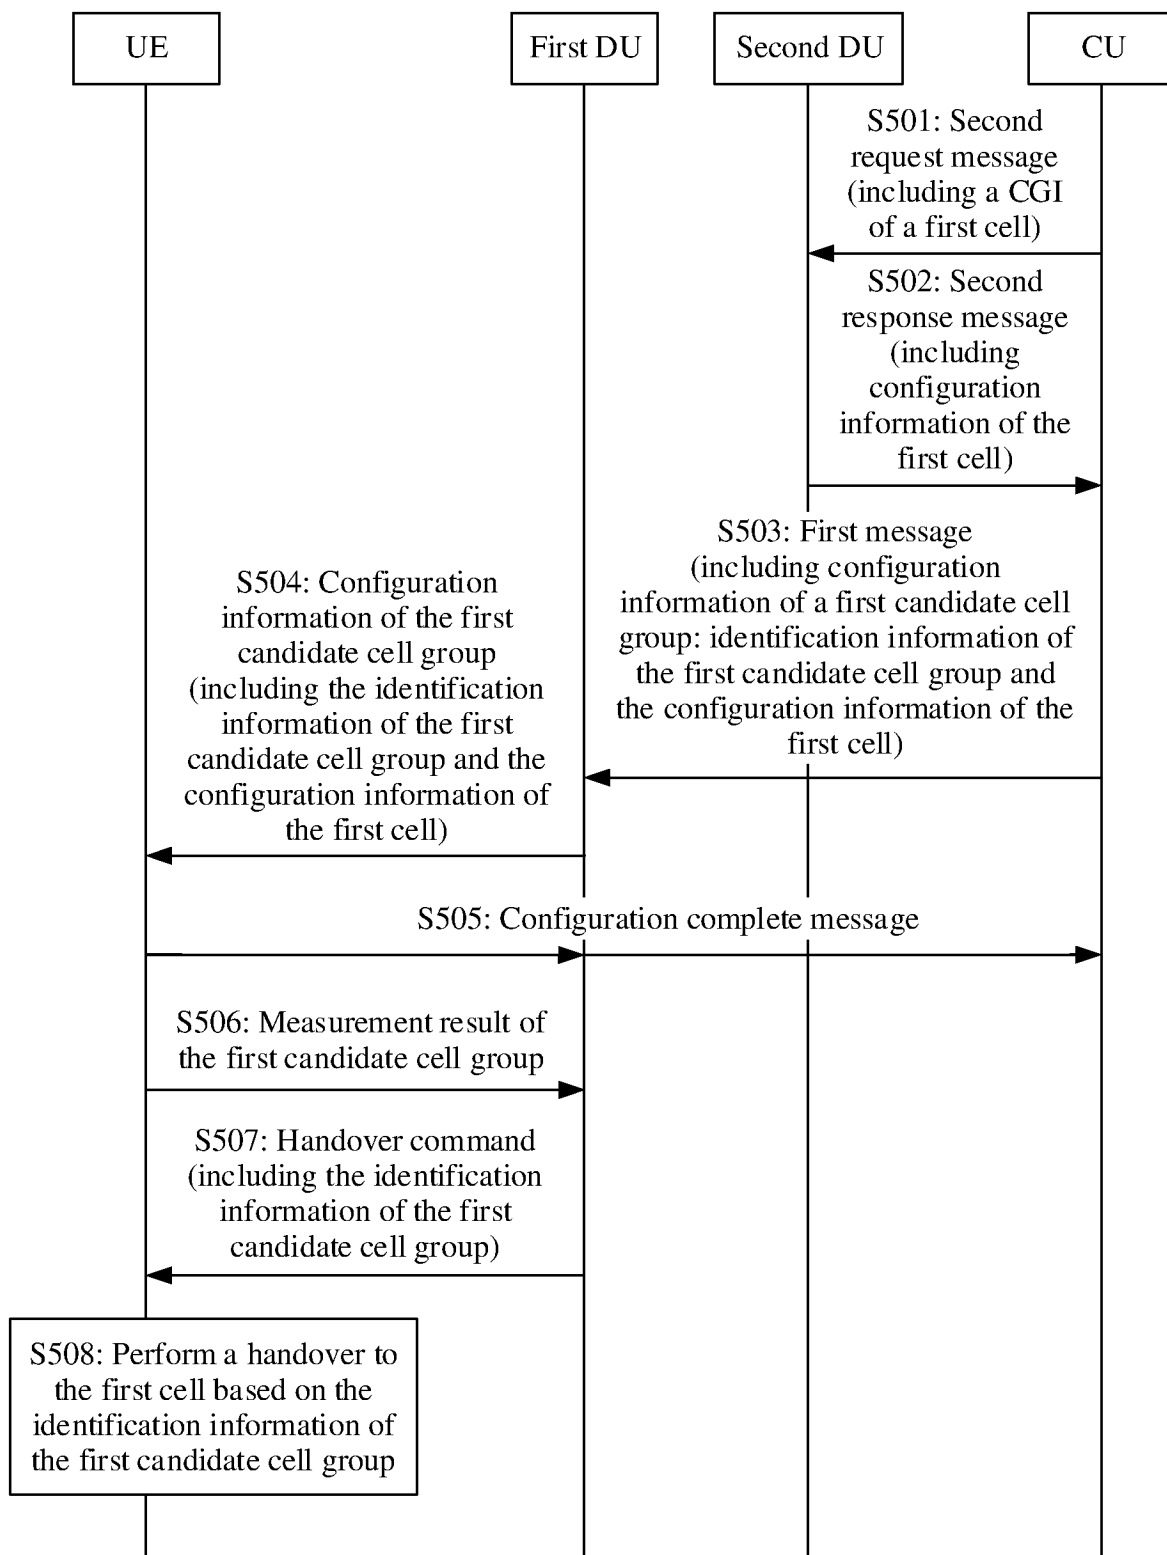 UE
First DU
Second DU
CU
S501: Second
request message
(including a CGI
of a first cell)
S502: Second
response message
(including
configuration
information of the
first cell)
S503: First message
(including configuration
information of a first candidate cell
group: identification information of
the first candidate cell group and
the configuration information of the
first cell)
S504: Configuration
information of the first
candidate cell group
(including the identification
information of the first
candidate cell group and the
configuration information of
the first cell)
S505: Configuration complete message
S506: Measurement result of
the first candidate cell group
S507: Handover command
(including the identification
information of the first
candidate cell group)
S508: Perform a handover to
the first cell based on the
identification information of
the first candidate cell group